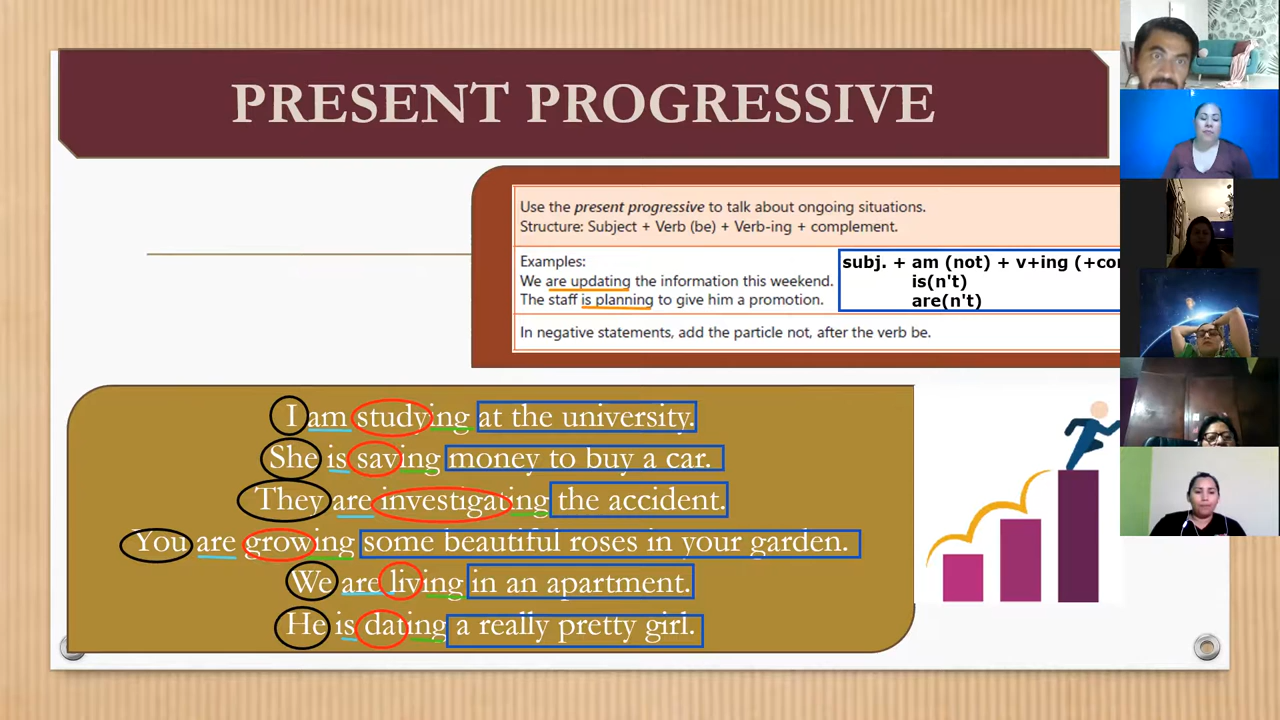 PRESENT PROGRESSIVE
Use the present progressive to talk about ongoing situations.
Structure: Subject + Verb (be) + Verb-ing + complement.
Examples:
We are updating the information this weekend.
The staff is planning to give him a promotion.
subj. + am (not) + v+ing (+co
is(n't)
are(n't)
In negative statements, add the particle not, after the verb be.
I am studying at the university.
She is saving money to buy a car.
They are investigating the accident.
You are growing some beautiful roses in your garden.
We are living in an apartment.
He is dating a really pretty girl.